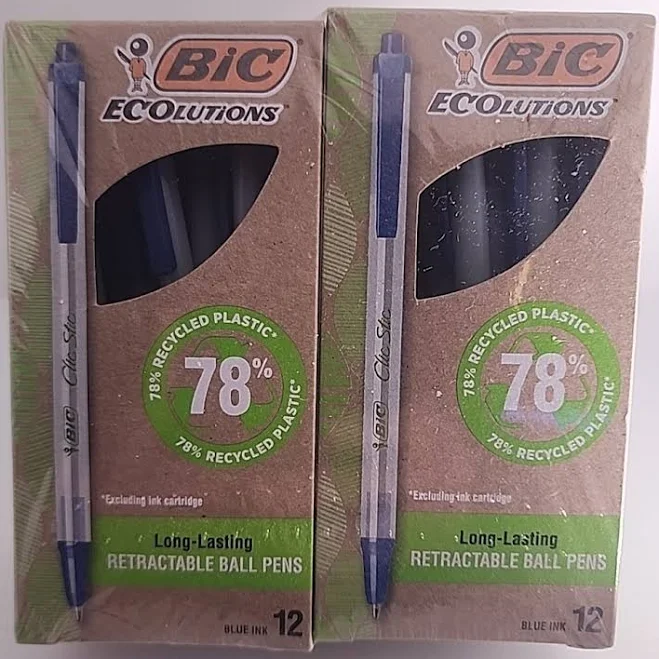 BiC
ECOLUTIONS™
78% RECYCLED PLASTIC*
78%
78% RECYCLED PLASTIC*
BIC Clic Stic
*Excluding ink cartridge
Long-Lasting
RETRACTABLE BALL PENS
BLUE INK 12
BiC
ECOLUTIONS™
78% RECYCLED PLASTIC*
78%
78% RECYCLED PLASTIC*
BIC Clic Stic
*Excluding ink cartridge
Long-Lasting
RETRACTABLE BALL PENS
BLUE INK 12